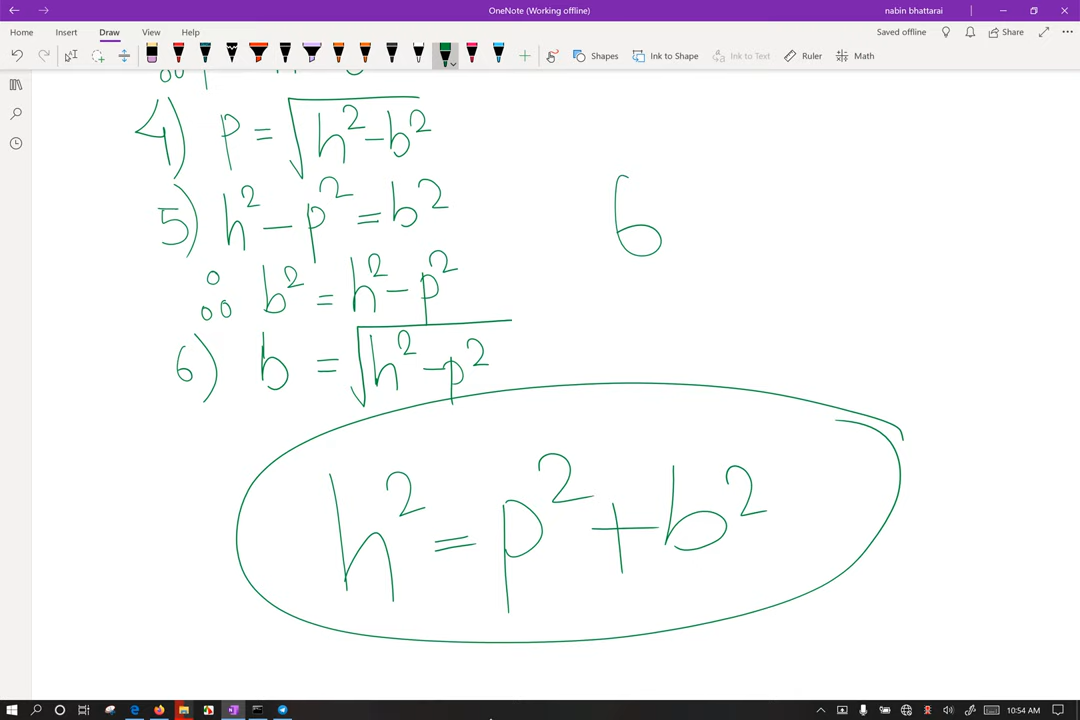 OneNote (Working offline)
nabin bhattarai
Home Insert Draw View Help
Saved offline
Share
Shapes
Ink to Shape
Ink to Text
Ruler
Math
4) p = √(h² - b²)
5) h² - p² = b²
∴ b² = h² - p²
6) b = √(h² - p²)
6
h² = p² + b²
10:54 AM